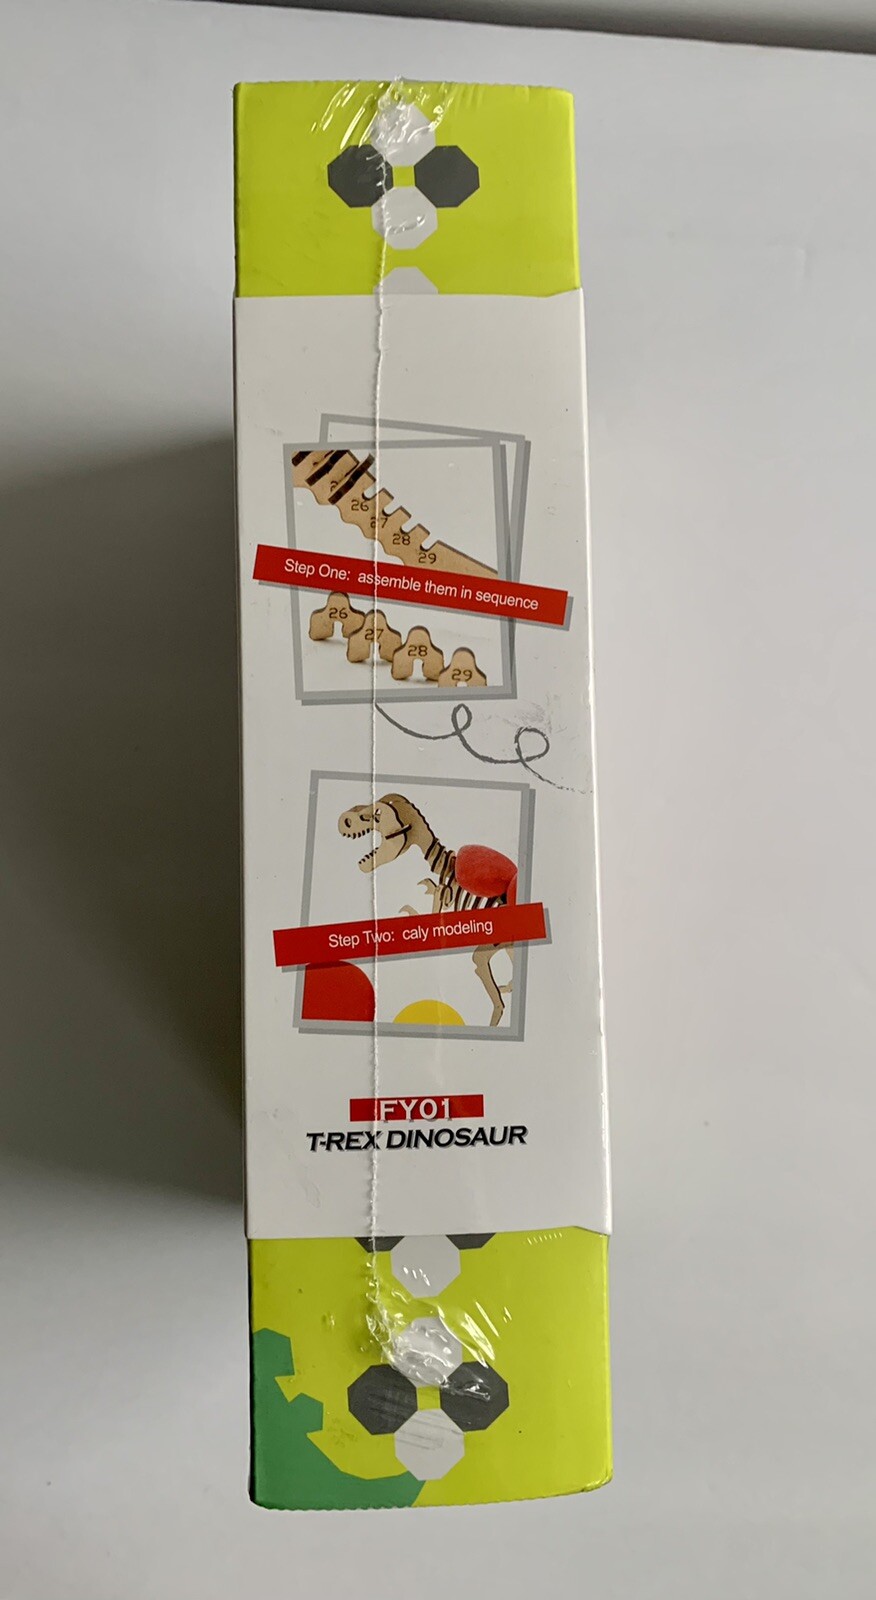 26
27
28
29
Step One: assemble them in sequence
26
27
28
29
Step Two: caly modeling
FY01
T-REX DINOSAUR